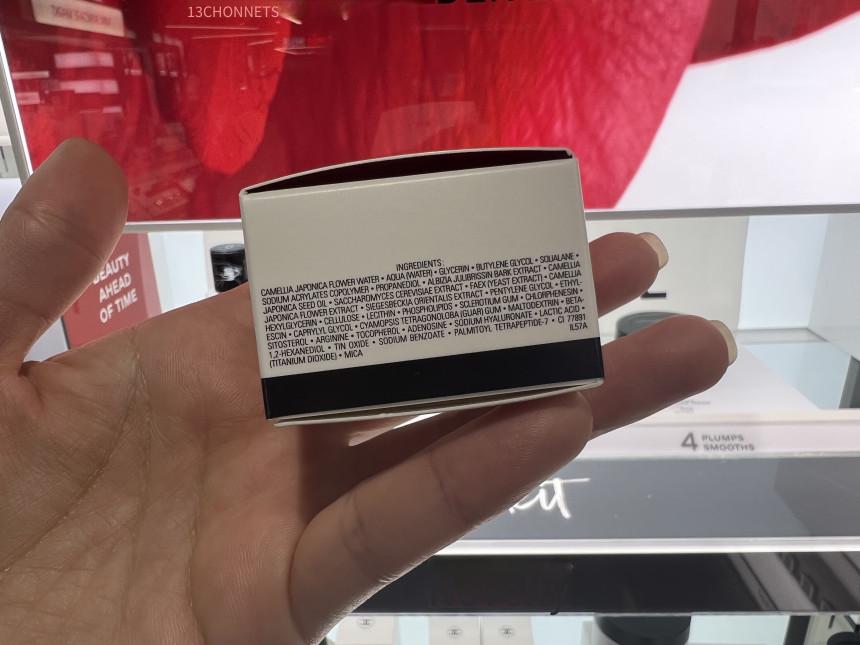 13CHONNETS
BEAUTY
AHEAD
OF TIME
INGREDIENTS:
CAMELLIA JAPONICA FLOWER WATER • AQUA (WATER) • GLYCERIN • BUTYLENE GLYCOL • SQUALANE •
SODIUM ACRYLATES COPOLYMER • PROPANEDIOL • ALBIZIA JULIBRISSIN BARK EXTRACT • CAMELLIA
JAPONICA SEED OIL • SACCHAROMYCES CEREVISIAE EXTRACT • FAEX (YEAST EXTRACT) • CAMELLIA
JAPONICA FLOWER EXTRACT • SIEGESBECKIA ORIENTALIS EXTRACT • PENTYLENE GLYCOL • ETHYL-
HEXYLGLYCERIN • CELLULOSE • LECITHIN • PHOSPHOLIPIDS • SCLEROTIUM GUM • CHLORPHENESIN •
ESCIN • CAPRYLYL GLYCOL • CYAMOPSIS TETRAGONOLOBA (GUAR) GUM • MALTODEXTRIN • BETA-
SITOSTEROL • ARGININE • TOCOPHEROL • ADENOSINE • SODIUM HYALURONATE • LACTIC ACID •
1,2-HEXANEDIOL • TIN OXIDE • SODIUM BENZOATE • PALMITOYL TETRAPEPTIDE-7 • CI 77891
(TITANIUM DIOXIDE) • MICA
IL57A
4 PLUMPS
SMOOTHS